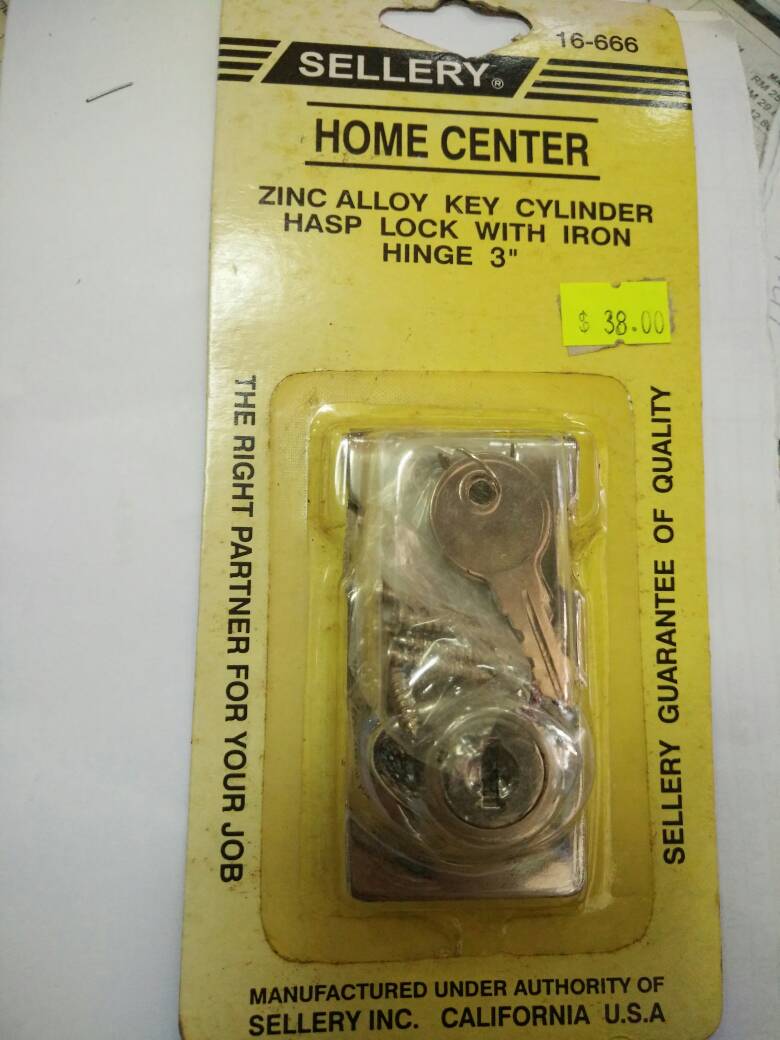 16-666
SELLERY®
HOME CENTER
ZINC ALLOY KEY CYLINDER
HASP LOCK WITH IRON
HINGE 3"
$ 38.00
THE RIGHT PARTNER FOR YOUR JOB
SELLERY GUARANTEE OF QUALITY
MANUFACTURED UNDER AUTHORITY OF
SELLERY INC. CALIFORNIA U.S.A